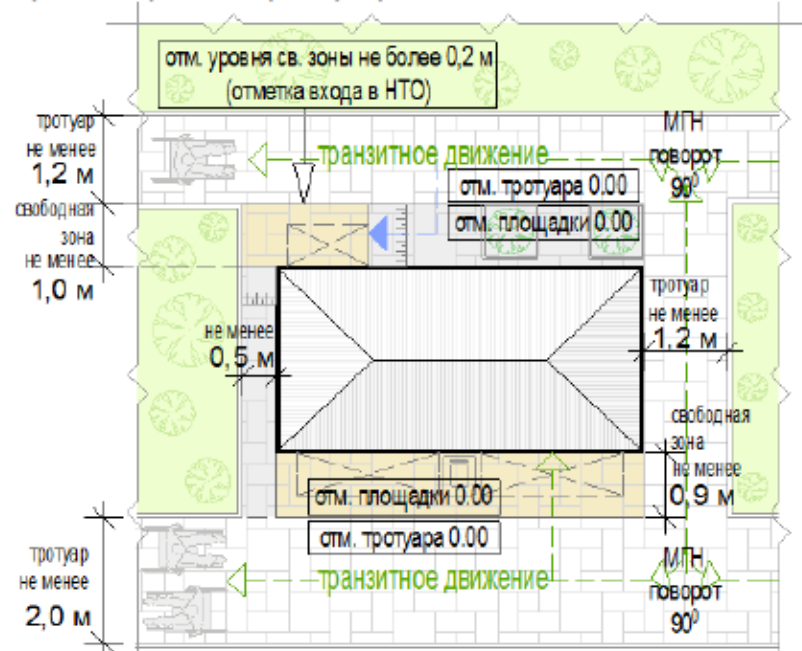 отм. уровня св. зоны не более 0,2 м
(отметка входа в НТО)
тротуар
не менее
1,2 м
МГН
поворот
90⁰
транзитное движение
отм. тротуара 0.00
отм. площадки 0.00
свободная
зона
не менее
1,0 м
тротуар
не менее
1,2 м
не менее
0,5 м
свободная
зона
не менее
0,9 м
отм. площадки 0.00
отм. тротуара 0.00
тротуар
не менее
2,0 м
транзитное движение
МГН
поворот
90⁰